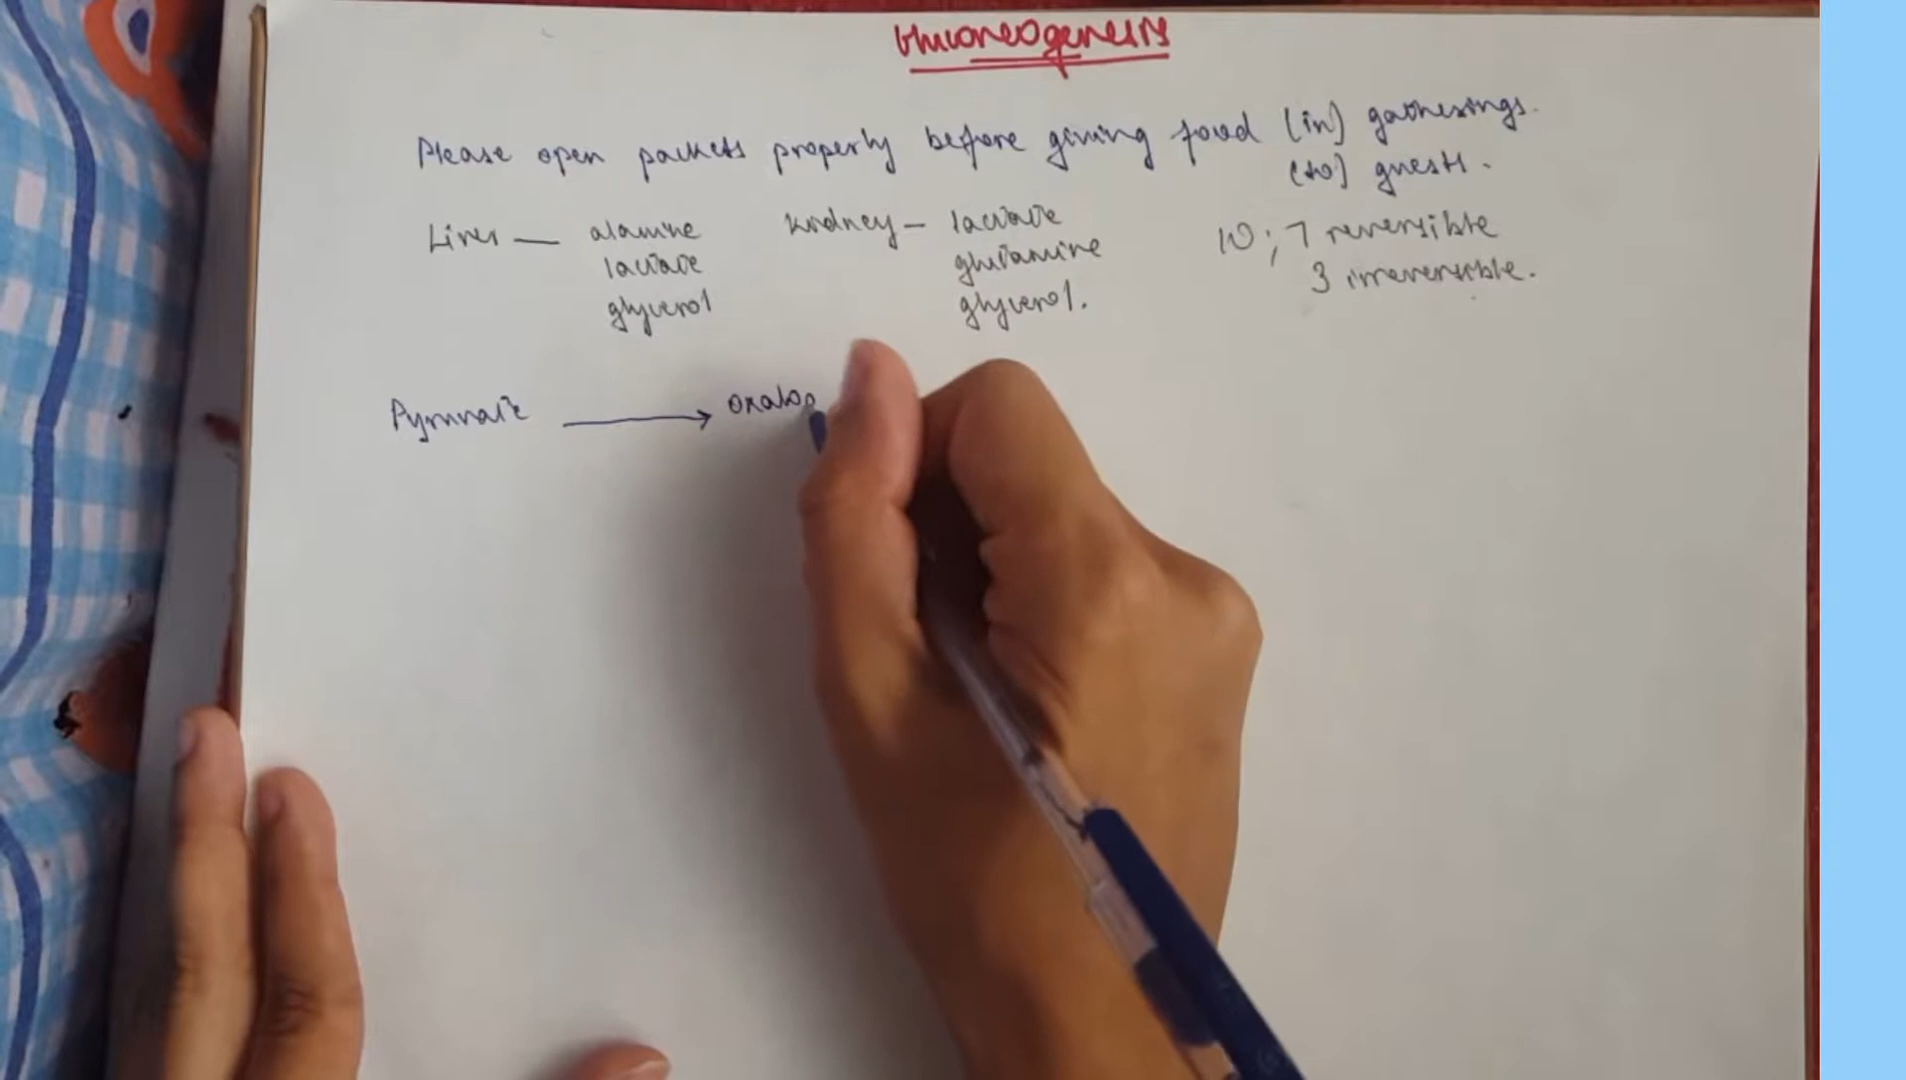 Gluconeogenesis
Please open packets properly before giving food (in) gatherings.
(to) guests.
Liver — alanine
lactate
glycerol
Kidney — lactate
glutamine
glycerol.
10; 7 reversible
3 irreversible.
Pyruvate → oxaloa